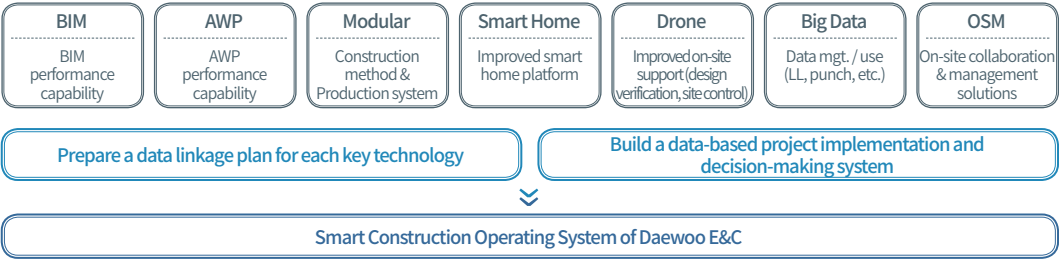 BIM
BIM
performance
capability
AWP
AWP
performance
capability
Modular
Construction
method &
Production system
Smart Home
Improved smart
home platform
Drone
Improved on-site
support (design
verification, site control)
Big Data
Data mgt. / use
(LL, punch, etc.)
OSM
On-site collaboration
& management
solutions
Prepare a data linkage plan for each key technology
Build a data-based project implementation and
decision-making system
Smart Construction Operating System of Daewoo E&C